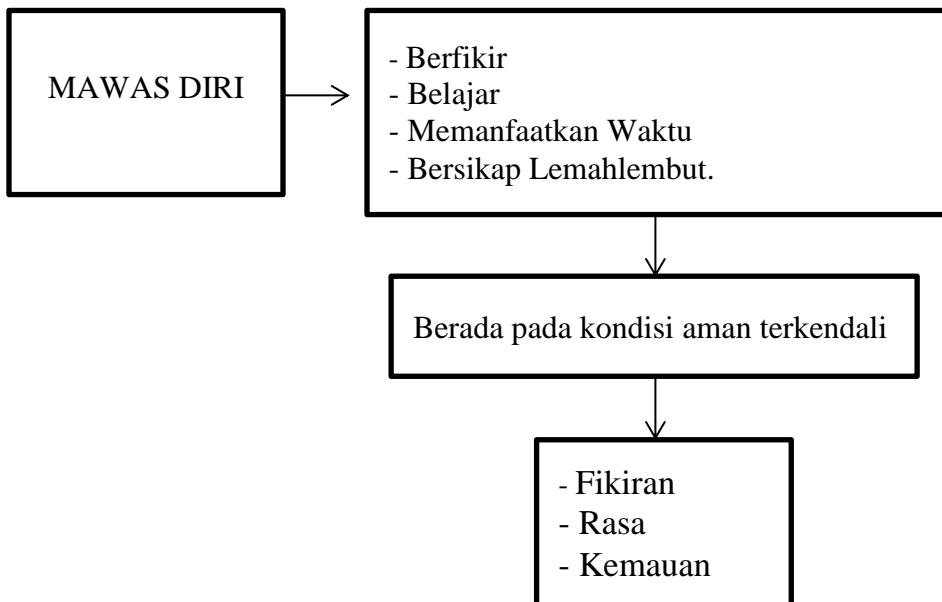 MAWAS DIRI
- Berfikir
- Belajar
- Memanfaatkan Waktu
- Bersikap Lemahlembut.
Berada pada kondisi aman terkendali
- Fikiran
- Rasa
- Kemauan